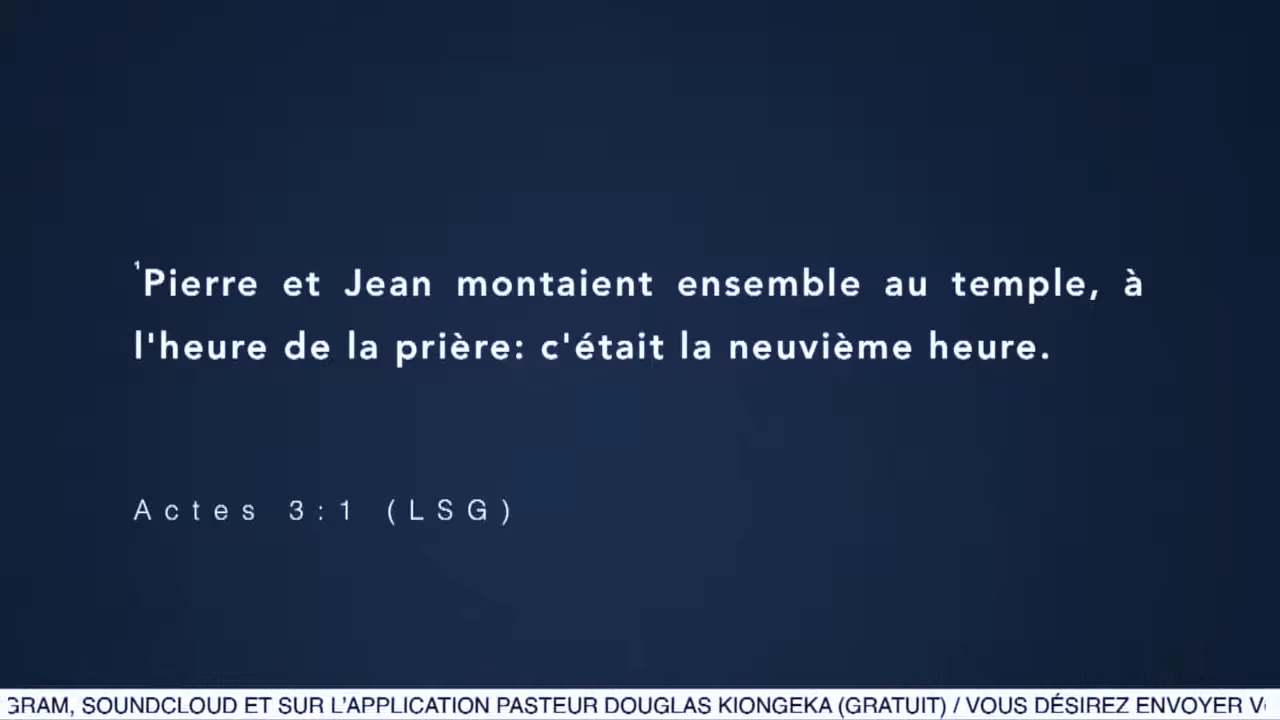 ¹Pierre et Jean montaient ensemble au temple, à
l'heure de la prière: c'était la neuvième heure.
Actes 3:1 (LSG)
GRAM, SOUNDCLOUD ET SUR L'APPLICATION PASTEUR DOUGLAS KIONGEKA (GRATUIT) / VOUS DÉSIREZ ENVOYER